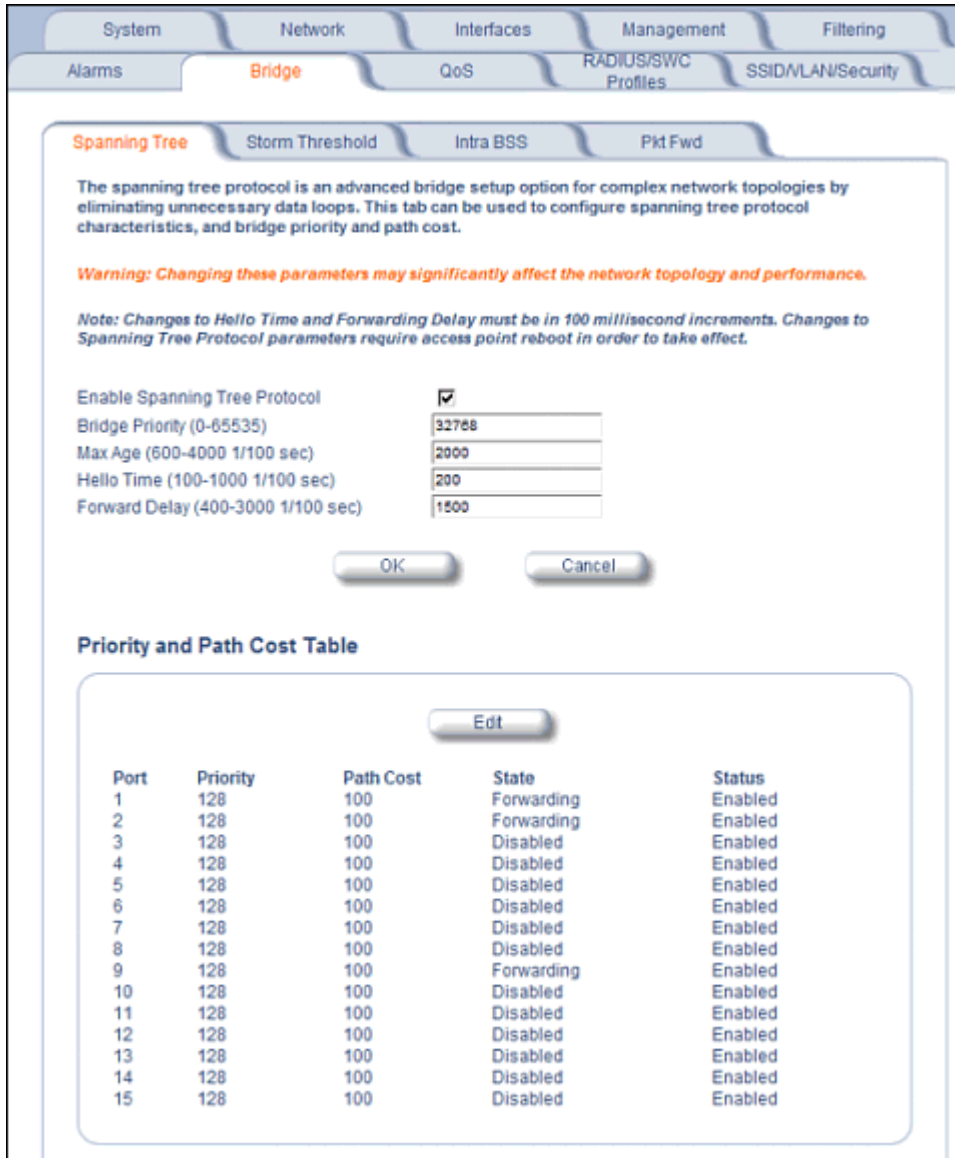 System Network Interfaces Management Filtering
Alarms Bridge QoS RADIUS/SWC Profiles SSID/VLAN/Security
Spanning Tree Storm Threshold Intra BSS Pkt Fwd
The spanning tree protocol is an advanced bridge setup option for complex network topologies by
eliminating unnecessary data loops. This tab can be used to configure spanning tree protocol
characteristics, and bridge priority and path cost.
Warning: Changing these parameters may significantly affect the network topology and performance.
Note: Changes to Hello Time and Forwarding Delay must be in 100 millisecond increments. Changes to
Spanning Tree Protocol parameters require access point reboot in order to take effect.
Enable Spanning Tree Protocol
Bridge Priority (0-65535) 32768
Max Age (600-4000 1/100 sec) 2000
Hello Time (100-1000 1/100 sec) 200
Forward Delay (400-3000 1/100 sec) 1500
OK Cancel
Priority and Path Cost Table
Edit
Port Priority Path Cost State Status
1 128 100 Forwarding Enabled
2 128 100 Forwarding Enabled
3 128 100 Disabled Enabled
4 128 100 Disabled Enabled
5 128 100 Disabled Enabled
6 128 100 Disabled Enabled
7 128 100 Disabled Enabled
8 128 100 Disabled Enabled
9 128 100 Forwarding Enabled
10 128 100 Disabled Enabled
11 128 100 Disabled Enabled
12 128 100 Disabled Enabled
13 128 100 Disabled Enabled
14 128 100 Disabled Enabled
15 128 100 Disabled Enabled